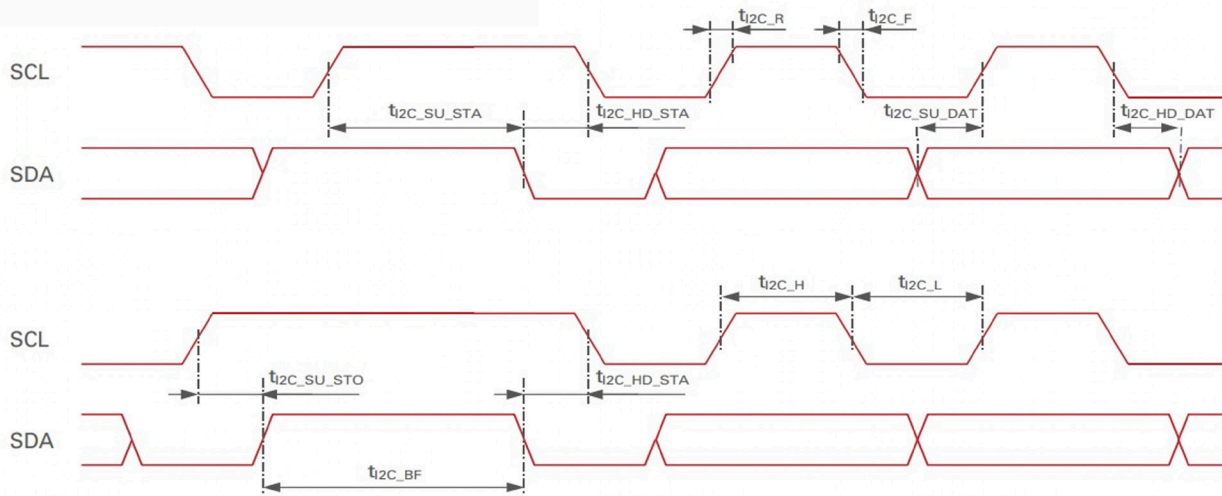 tI2C_R tI2C_F
SCL
tI2C_SU_STA tI2C_HD_STA tI2C_SU_DAT tI2C_HD_DAT
SDA
tI2C_H tI2C_L
SCL
tI2C_SU_STO tI2C_HD_STA
SDA
tI2C_BF